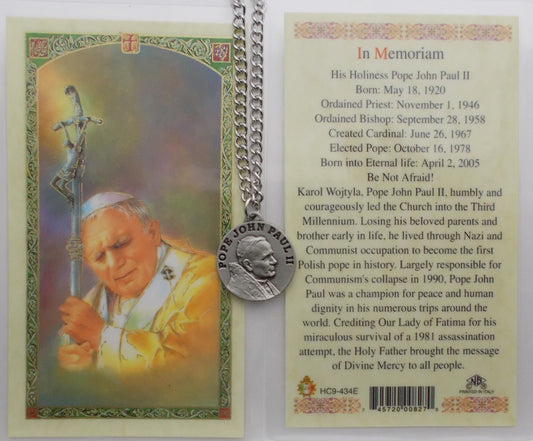 POPE JOHN PAUL II
In Memoriam
His Holiness Pope John Paul II
Born: May 18, 1920
Ordained Priest: November 1, 1946
Ordained Bishop: September 28, 1958
Created Cardinal: June 26, 1967
Elected Pope: October 16, 1978
Born into Eternal life: April 2, 2005
Be Not Afraid!
Karol Wojtyla, Pope John Paul II, humbly and
courageously led the Church into the Third
Millennium. Losing his beloved parents and
brother early in life, he lived through Nazi and
Communist occupation to become the first
Polish pope in history. Largely responsible for
Communism's collapse in 1990, Pope John
Paul was a champion for peace and human
dignity in his numerous trips around the
world. Crediting Our Lady of Fatima for his
miraculous survival of a 1981 assassination
attempt, the Holy Father brought the message
of Divine Mercy to all people.
HC9-434E
45720 00827
PRINTED IN ITALY